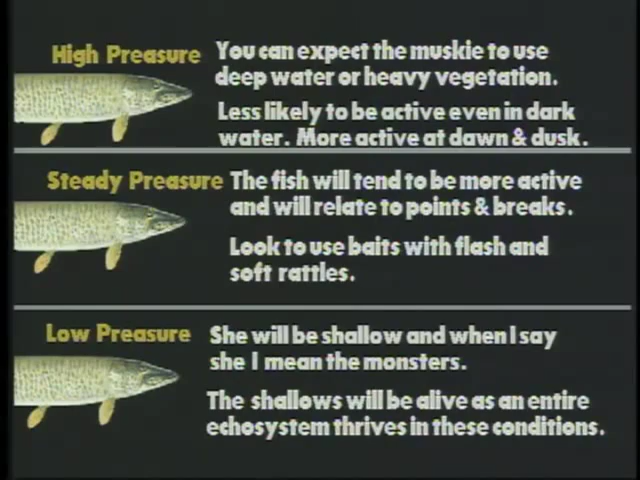 High Preasure
You can expect the muskie to use
deep water or heavy vegetation.
Less likely to be active even in dark
water. More active at dawn & dusk.
Steady Preasure
The fish will tend to be more active
and will relate to points & breaks.
Look to use baits with flash and
soft rattles.
Low Preasure
She will be shallow and when I say
she I mean the monsters.
The shallows will be alive as an entire
echosystem thrives in these conditions.